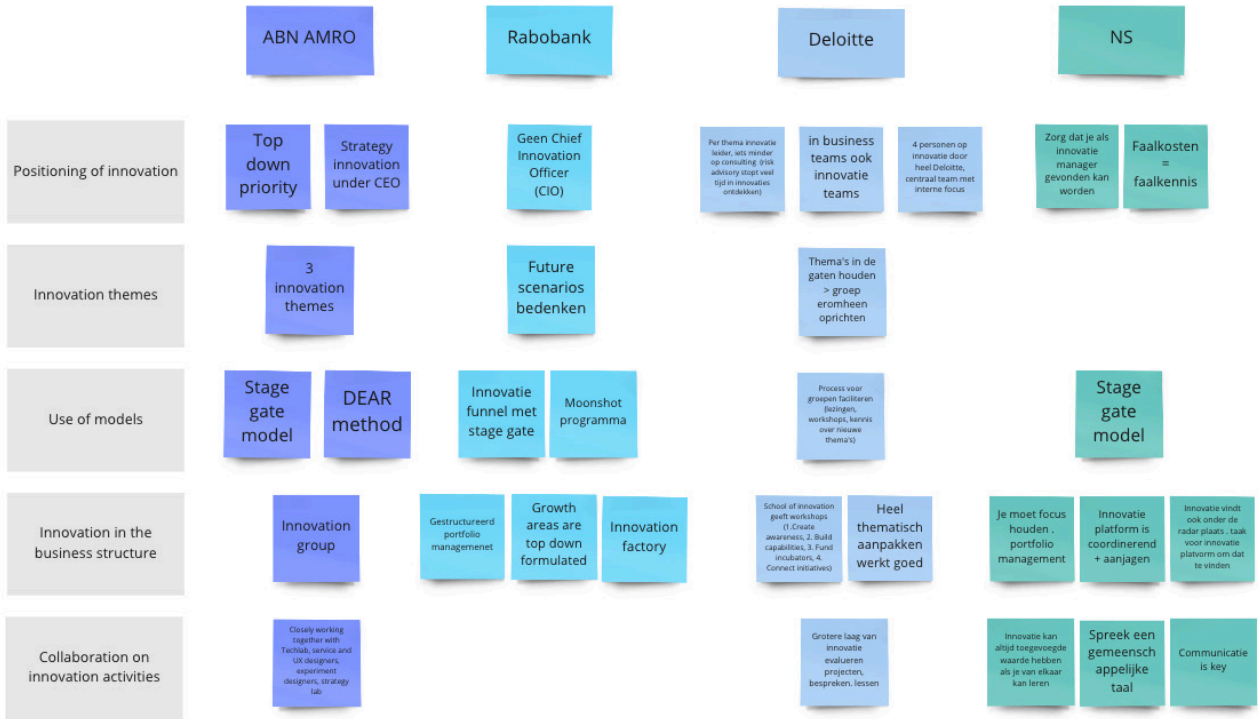 ABN AMRO
Rabobank
Deloitte
NS
Positioning of innovation
Top
down
priority
Strategy
innovation
under CEO
Geen Chief
Innovation
Officer
(CIO)
Per thema innovatie
leider, iets minder
op consulting (risk
advisory stopt veel
tijd in innovaties
ontdekken)
in business
teams ook
innovatie
teams
4 personen op
innovatie door
heel Deloitte,
centraal team met
interne focus
Zorg dat je als
innovatie
manager
gevonden kan
worden
Faalkosten
=
faalkennis
Innovation themes
3
innovation
themes
Future
scenarios
bedenken
Thema's in de
gaten houden
> groep
eromheen
oprichten
Use of models
Stage
gate
model
DEAR
method
Innovatie
funnel met
stage gate
Moonshot
programma
Process voor
groepen faciliteren
(lezingen,
workshops, kennis
over nieuwe
thema's)
Stage
gate
model
Innovation in the
business structure
Innovation
group
Gestructureerd
portfolio
managemenet
Growth
areas are
top down
formulated
Innovation
factory
School of innovation
geeft workshops
(1.Create
awareness, 2. Build
capabilities, 3. Fund
incubators, 4.
Connect initiatives)
Heel
thematisch
aanpakken
werkt goed
Je moet focus
houden .
portfolio
management
Innovatie
platform is
coordinerend
+ aanjagen
Innovatie vindt
ook onder de
radar plaats . taak
voor innovatie
platvorm om dat
te vinden
Collaboration on
innovation activities
Closely working
together with
Techlab, service and
UX designers,
experiment
designers, strategy
lab
Grotere laag van
innovatie
evalueren
projecten,
bespreken. lessen
Innovatie kan
altijd toegevoegde
waarde hebben
als je van elkaar
kan leren
Spreek een
gemeensch
appelijke
taal
Communicatie
is key